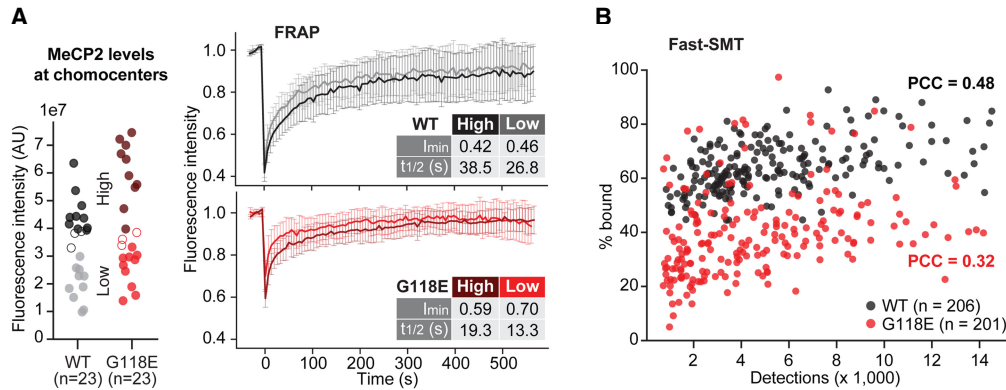 A
MeCP2 levels
at chomocenters
1e7
Fluorescence intensity (AU)
7
6
5
4
3
2
1
0
High
Low
WT
(n=23)
G118E
(n=23)
FRAP
Fluorescence intensity
1.0
0.8
0.6
0.4
WT High Low
Imin 0.42 0.46
t1/2 (s) 38.5 26.8
1.0
0.8
0.6
0.4
G118E High Low
Imin 0.59 0.70
t1/2 (s) 19.3 13.3
0 100 200 300 400 500
Time (s)
B
Fast-SMT
% bound
100
80
60
40
20
0
PCC = 0.48
PCC = 0.32
WT (n = 206)
G118E (n = 201)
2 4 6 8 10 12 14
Detections (x 1,000)